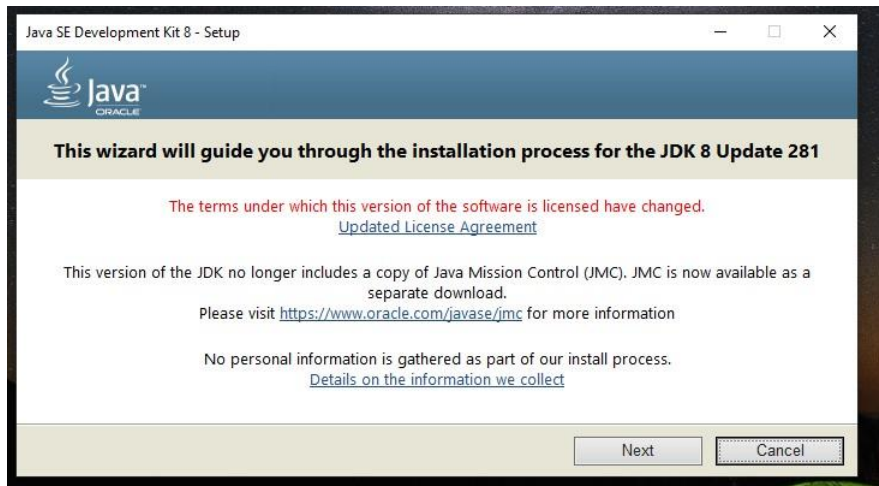 Java SE Development Kit 8 - Setup
Java™
ORACLE
This wizard will guide you through the installation process for the JDK 8 Update 281
The terms under which this version of the software is licensed have changed.
Updated License Agreement
This version of the JDK no longer includes a copy of Java Mission Control (JMC). JMC is now available as a
separate download.
Please visit https://www.oracle.com/javase/jmc for more information
No personal information is gathered as part of our install process.
Details on the information we collect
Next
Cancel